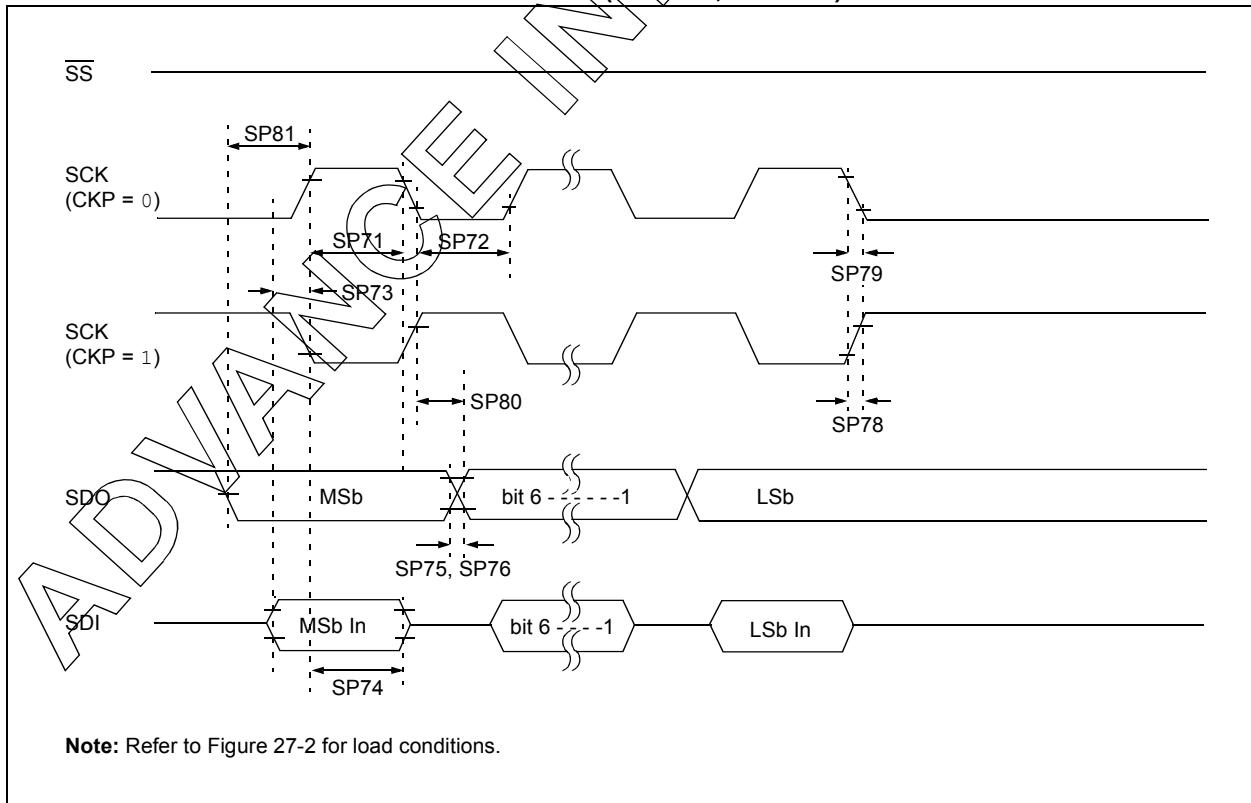 SS
SP81
SCK
(CKP = 0)
SP71
SP72
SP79
SP73
SCK
(CKP = 1)
SP80
SP78
SDO
MSb
bit 6 - - - - - -1
LSb
SP75, SP76
SDI
MSb In
bit 6 - - - -1
LSb In
SP74
Note: Refer to Figure 27-2 for load conditions.
ADVANCE IN